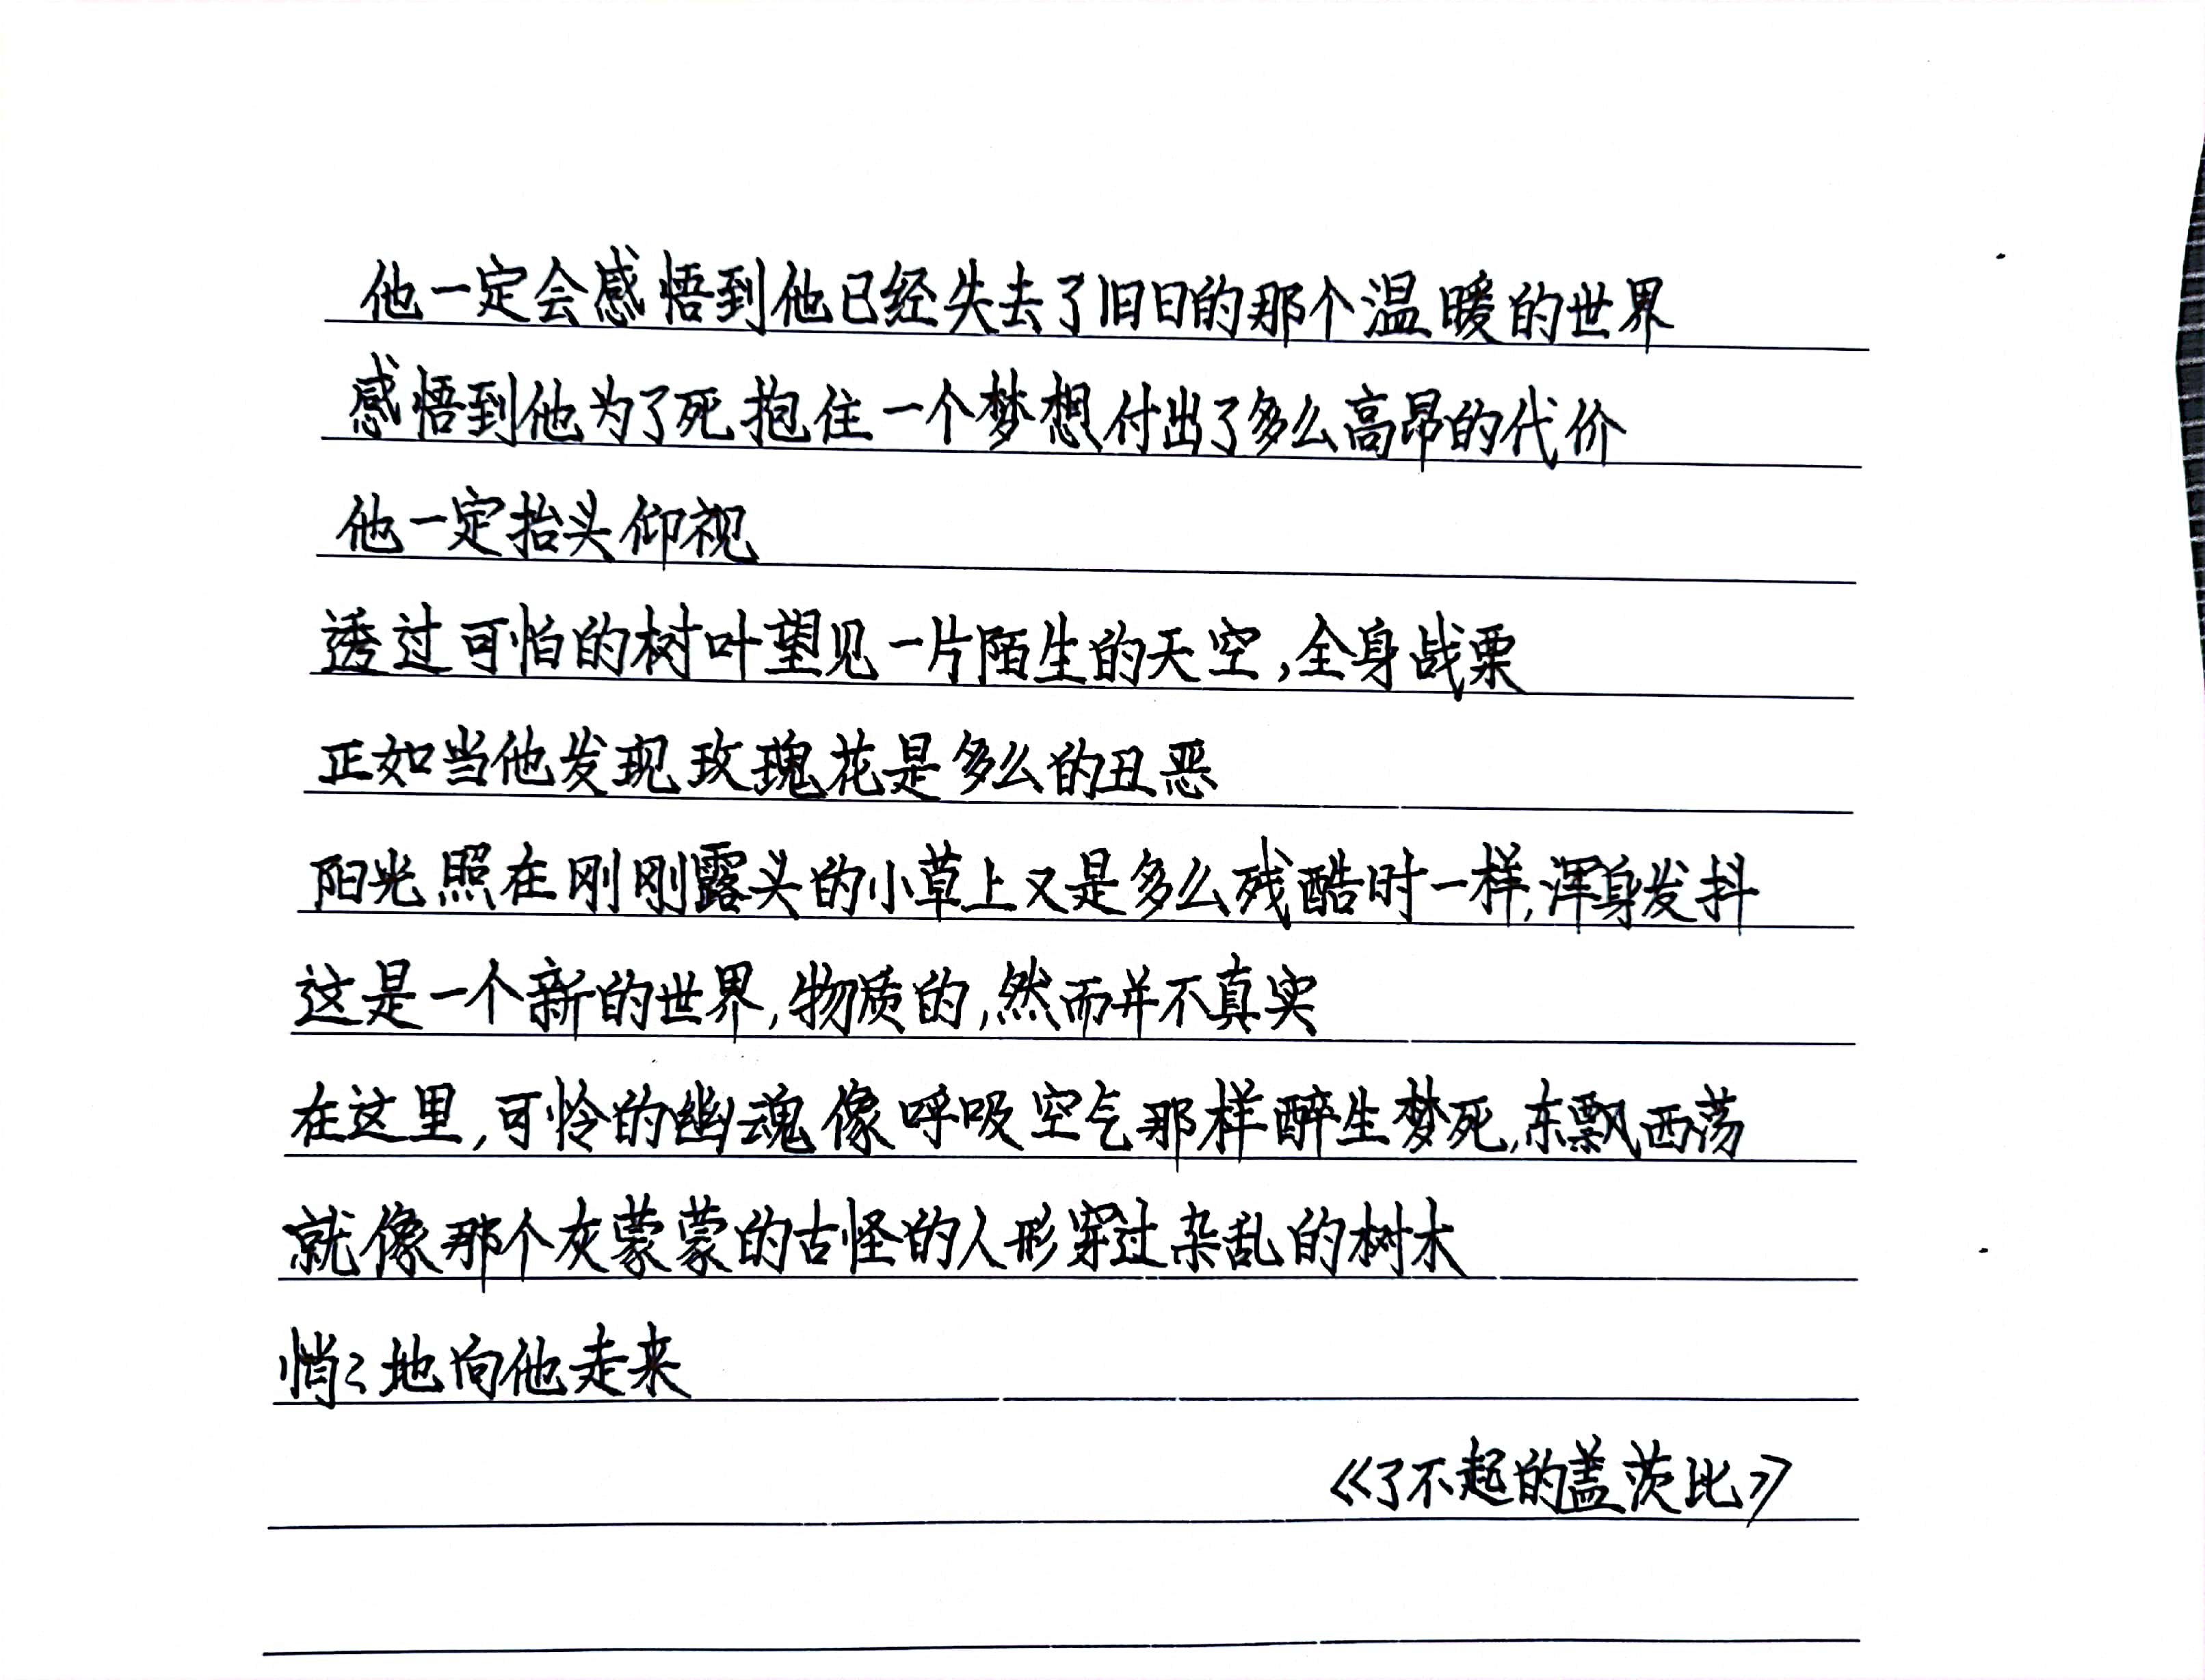 他一定会感悟到他已经失去了旧日的那个温暖的世界
感悟到他为了死抱住一个梦想付出了多么高昂的代价
他一定抬头仰视
透过可怕的树叶望见一片陌生的天空,全身战栗
正如当他发现玫瑰花是多么的丑恶
阳光照在刚刚露头的小草上又是多么残酷时一样,浑身发抖
这是一个新的世界,物质的,然而并不真实
在这里,可怜的幽魂像呼吸空气那样醉生梦死,东飘西荡
就像那个灰蒙蒙的古怪的人形穿过杂乱的树木
悄々地向他走来
《了不起的盖茨比》